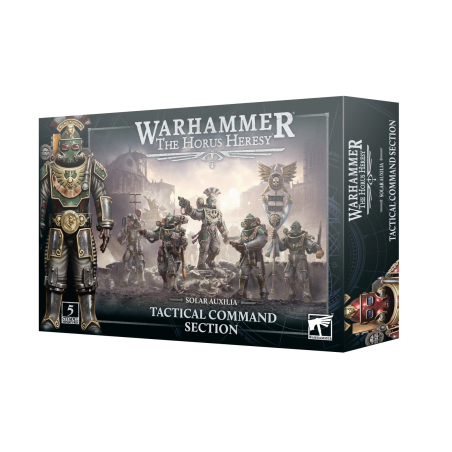 WARHAMMER
THE HORUS HERESY
SOLAR AUXILIA
TACTICAL COMMAND
SECTION
5
WARHAMMER
THE HORUS HERESY
SOLAR AUXILIA
TACTICAL COMMAND SECTION
WARHAMMER